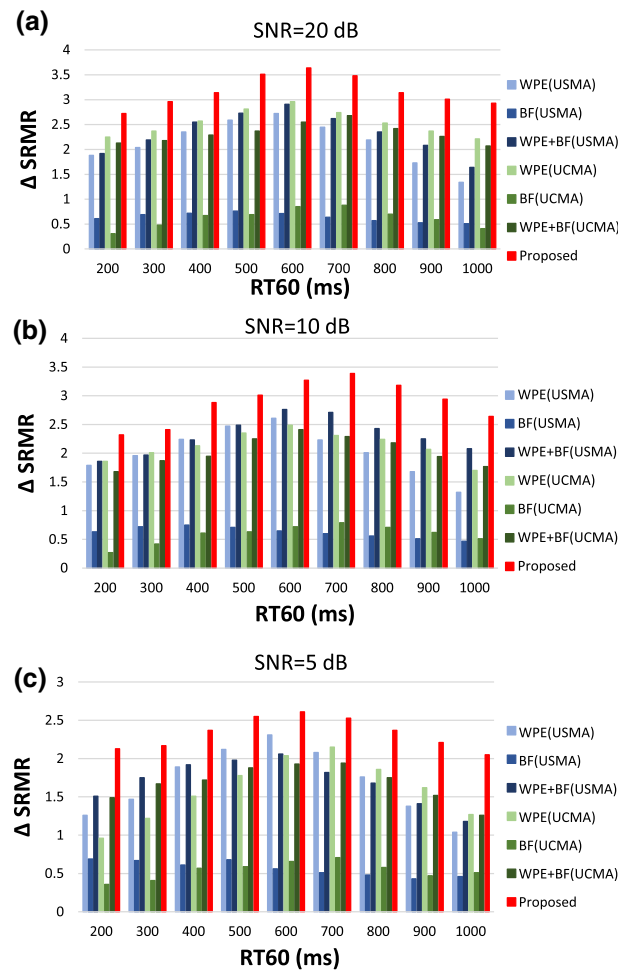 (a)
SNR=20 dB
4
3.5
3
2.5
2
1.5
1
0.5
0
Δ SRMR
200 300 400 500 600 700 800 900 1000
RT60 (ms)
WPE(USMA)
BF(USMA)
WPE+BF(USMA)
WPE(UCMA)
BF(UCMA)
WPE+BF(UCMA)
Proposed
(b)
SNR=10 dB
4
3.5
3
2.5
2
1.5
1
0.5
0
Δ SRMR
200 300 400 500 600 700 800 900 1000
RT60 (ms)
WPE(USMA)
BF(USMA)
WPE+BF(USMA)
WPE(UCMA)
BF(UCMA)
WPE+BF(UCMA)
Proposed
(c)
SNR=5 dB
3
2.5
2
1.5
1
0.5
0
Δ SRMR
200 300 400 500 600 700 800 900 1000
RT60 (ms)
WPE(USMA)
BF(USMA)
WPE+BF(USMA)
WPE(UCMA)
BF(UCMA)
WPE+BF(UCMA)
Proposed